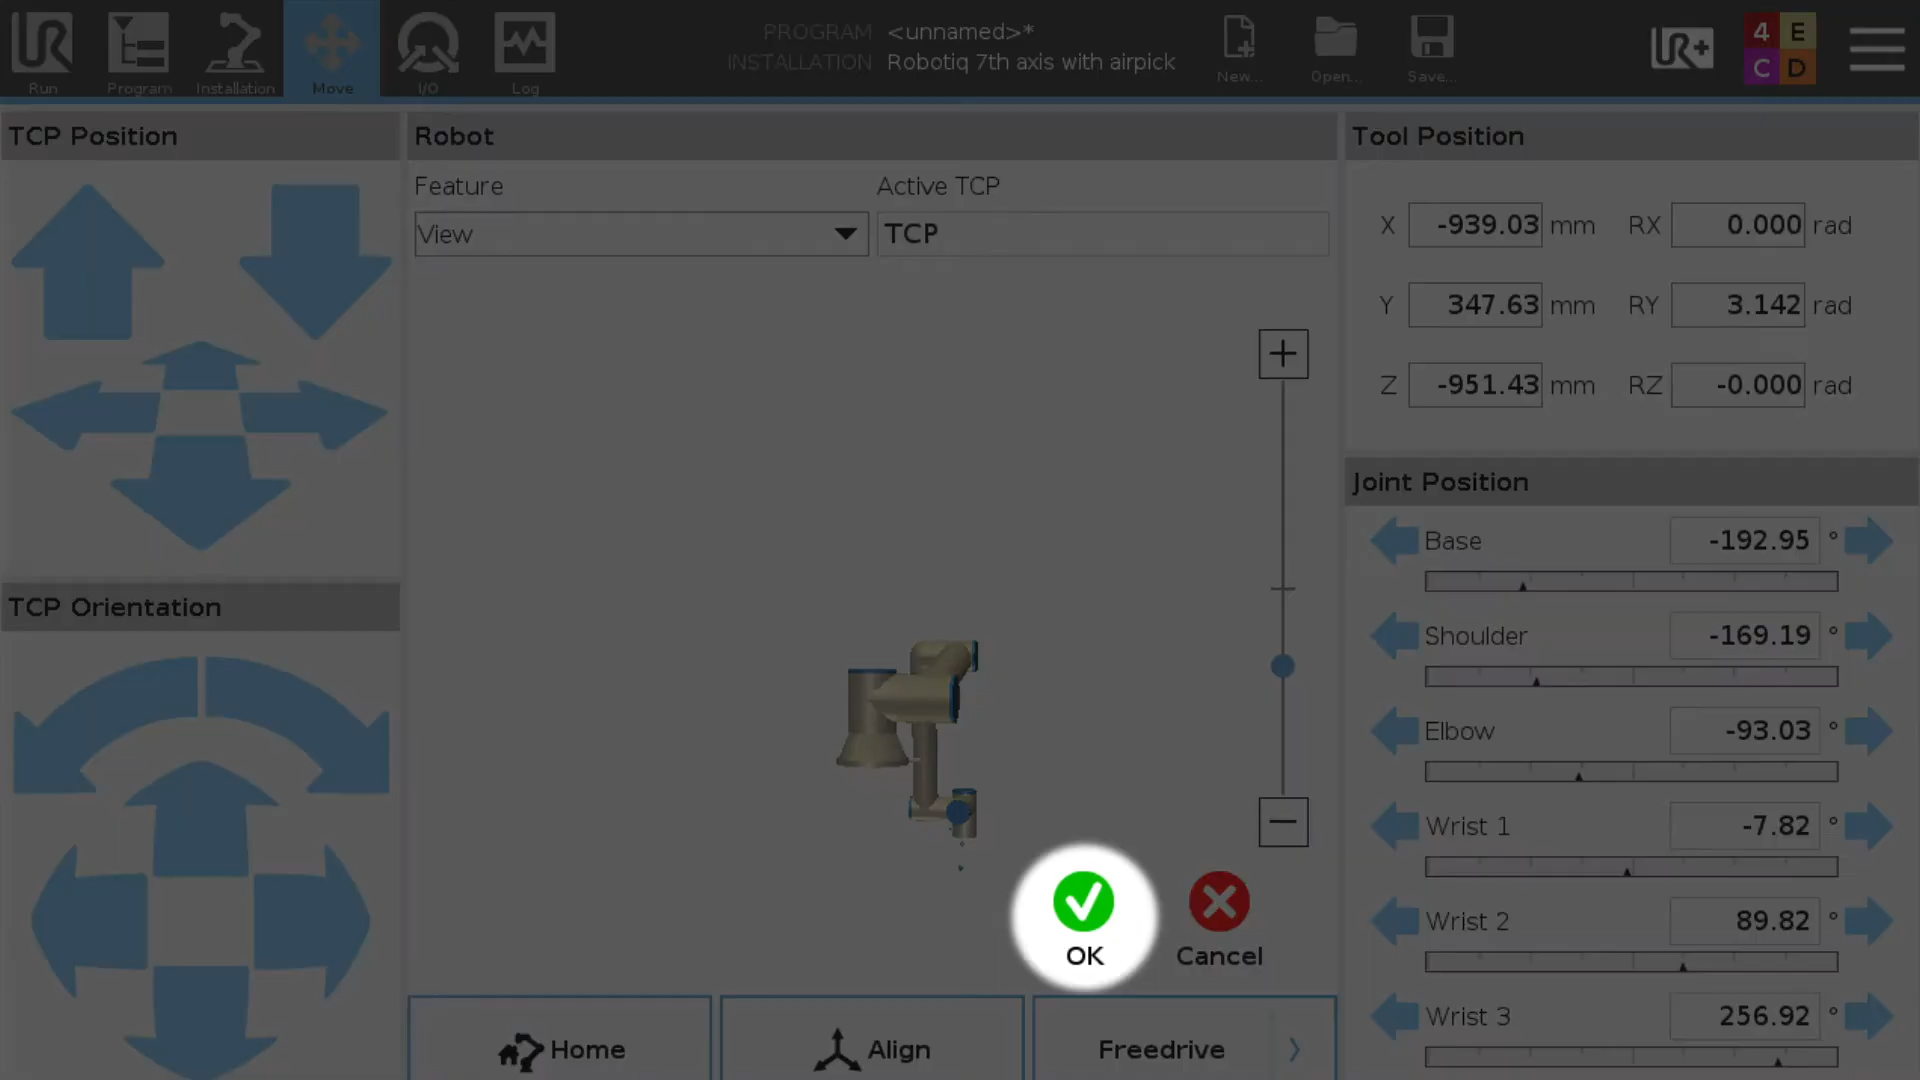 Run
Program
Installation
Move
I/O
Log
PROGRAM <unnamed>*
INSTALLATION Robotiq 7th axis with airpick
New...
Open...
Save...
UR+
4 E
C D
TCP Position
Robot
Tool Position
Feature
Active TCP
View
TCP
X -939.03 mm RX 0.000 rad
Y 347.63 mm RY 3.142 rad
Z -951.43 mm RZ -0.000 rad
Joint Position
Base -192.95 °
TCP Orientation
Shoulder -169.19 °
Elbow -93.03 °
Wrist 1 -7.82 °
Wrist 2 89.82 °
Wrist 3 256.92 °
OK
Cancel
Home
Align
Freedrive